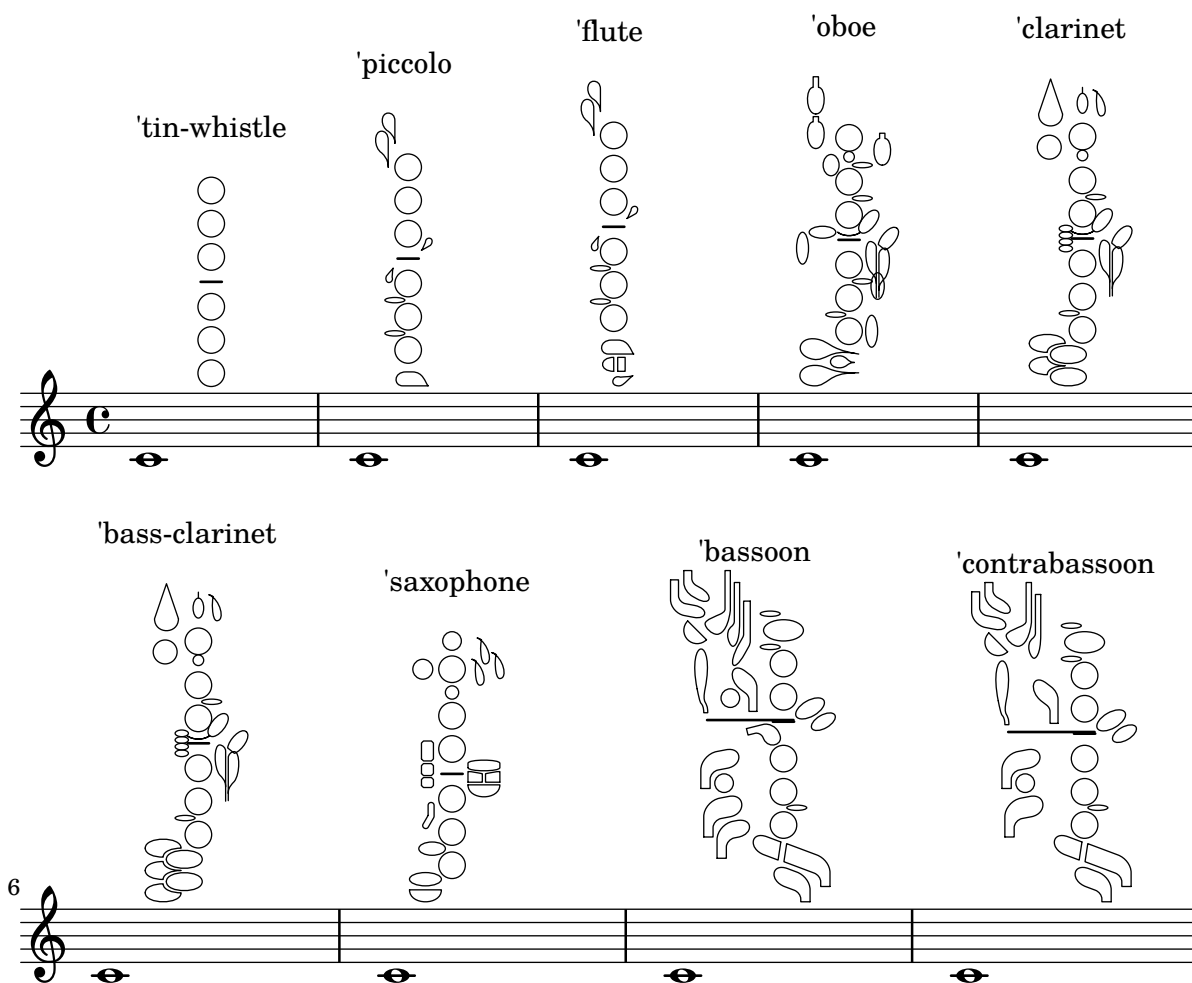 'tin-whistle
'piccolo
'flute
'oboe
'clarinet
'bass-clarinet
'saxophone
'bassoon
'contrabassoon
6